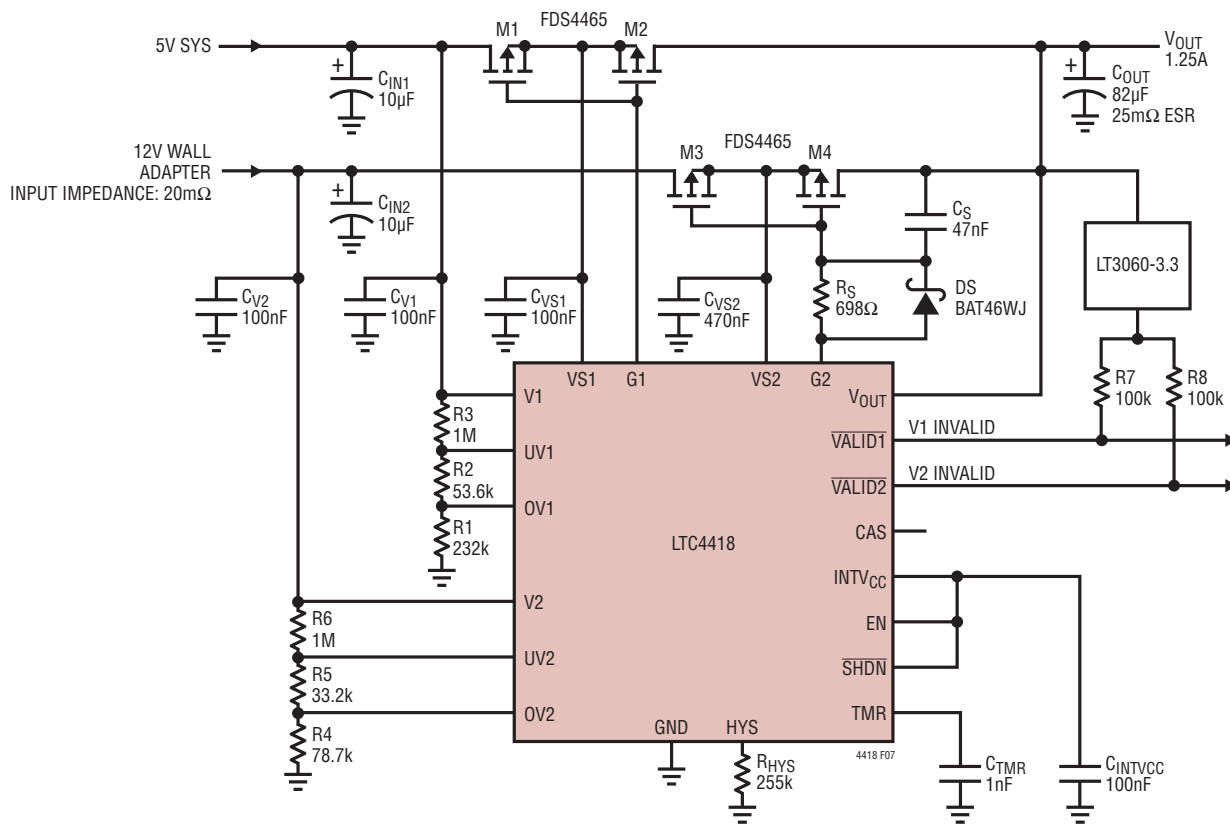 FDS4465
M1
M2
5V SYS
VOUT
1.25A
+
CIN1
10µF
+
COUT
82µF
25mΩ ESR
12V WALL
ADAPTER
INPUT IMPEDANCE: 20mΩ
FDS4465
M3
M4
+
CIN2
10µF
CS
47nF
LT3060-3.3
CV2
100nF
CV1
100nF
CVS1
100nF
CVS2
470nF
RS
698Ω
DS
BAT46WJ
VS1
G1
VS2
G2
R7
100k
R8
100k
V1
VOUT
R3
1M
V1 INVALID
UV1
VALID1
R2
53.6k
V2 INVALID
VALID2
OV1
R1
232k
LTC4418
CAS
INTVCC
V2
EN
R6
1M
UV2
SHDN
R5
33.2k
OV2
TMR
R4
78.7k
GND
HYS
4418 F07
RHYS
255k
CTMR
1nF
CINTVCC
100nF